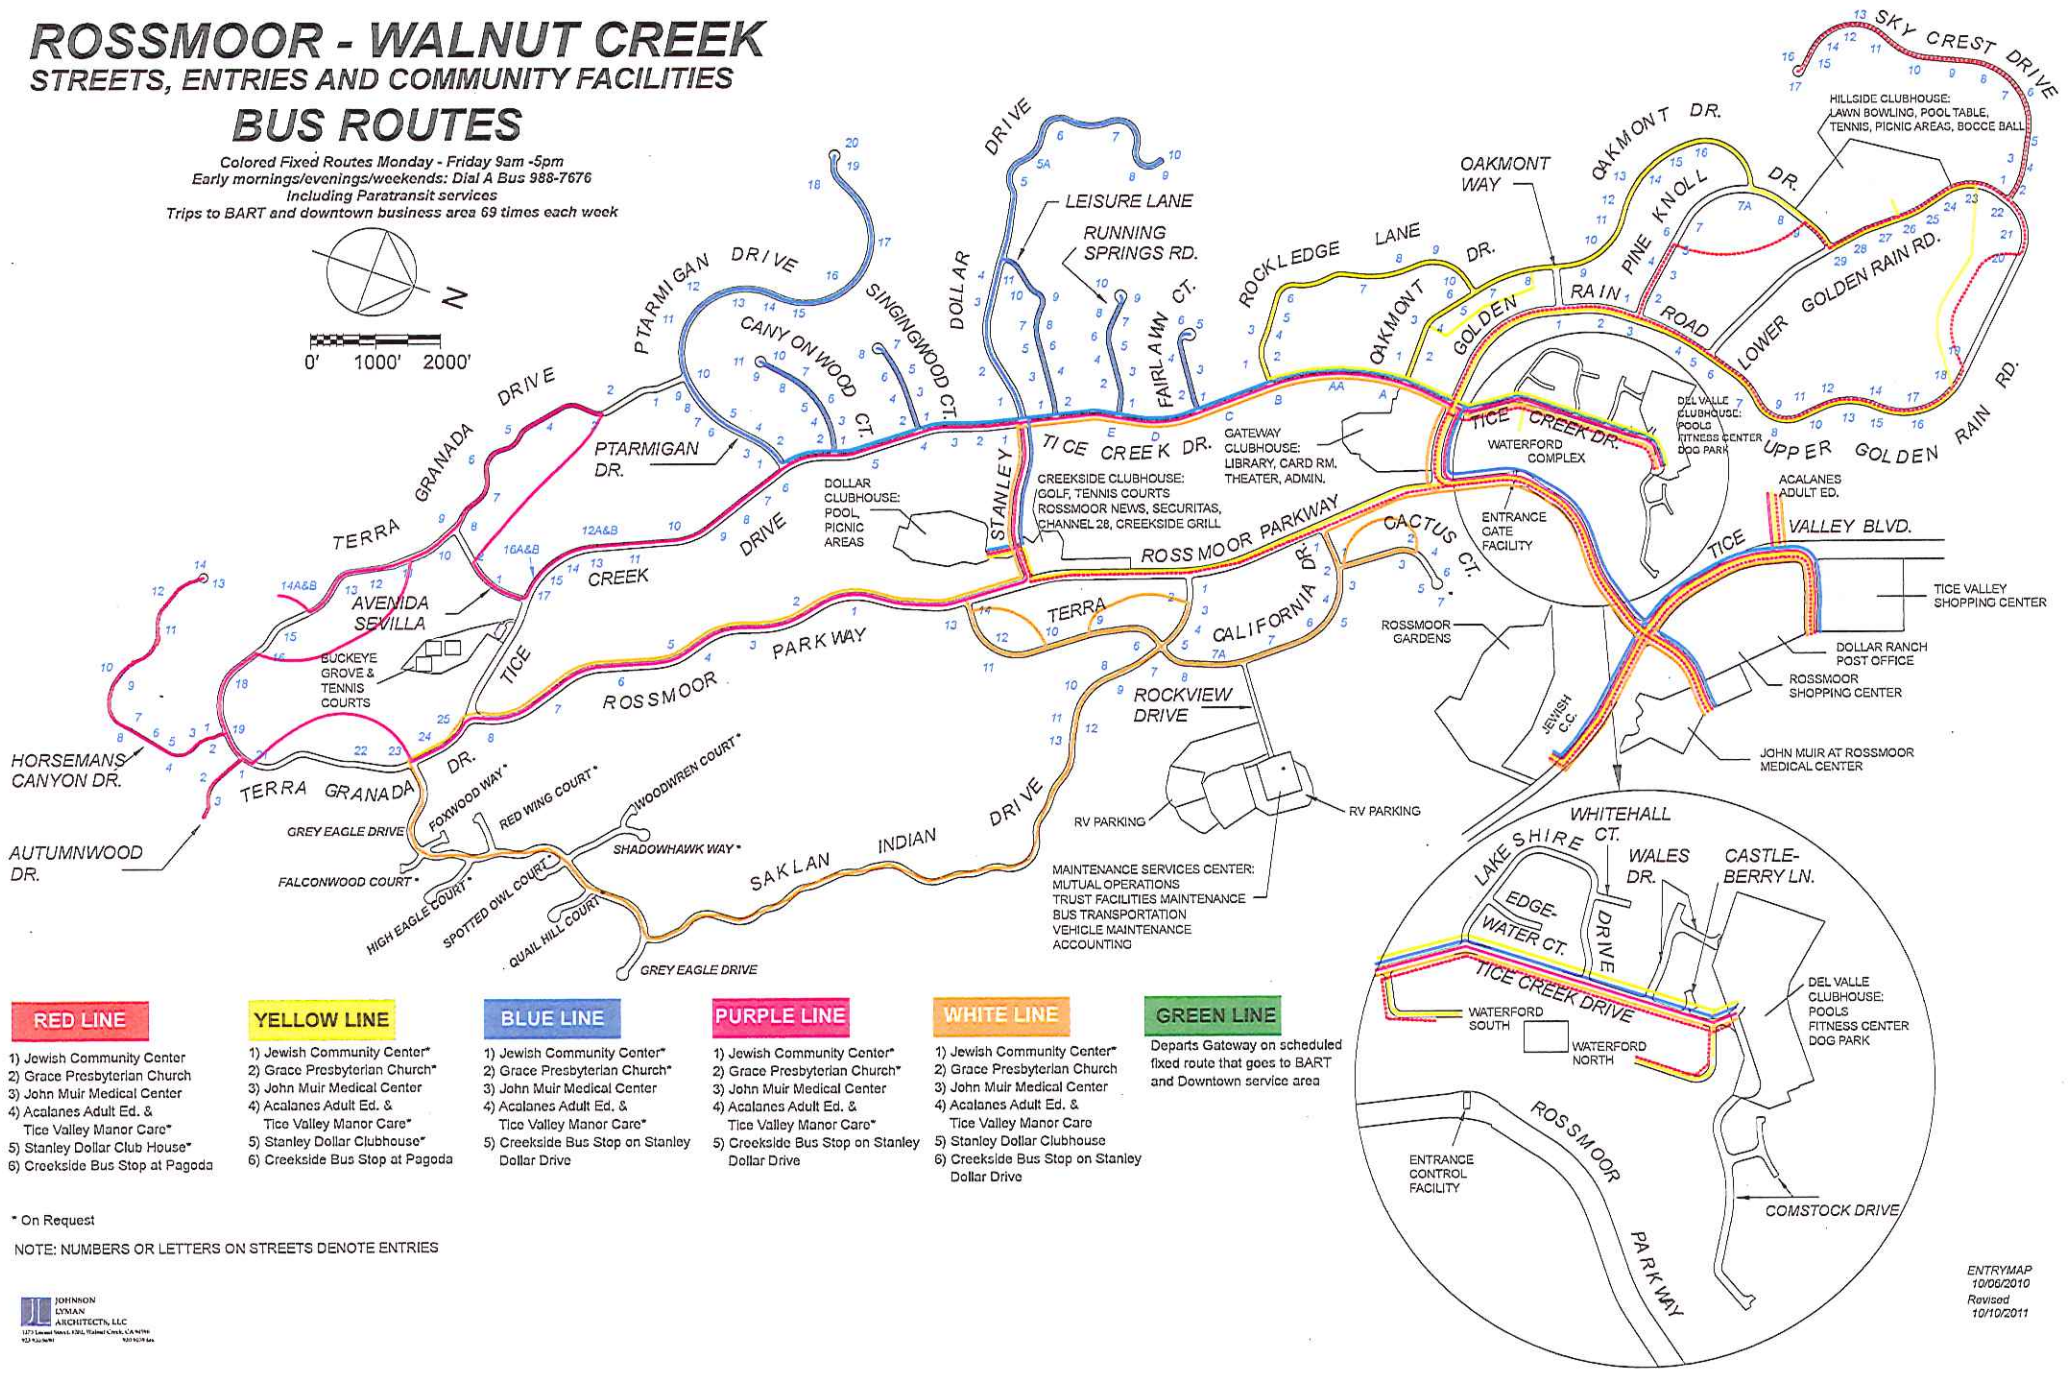 ROSSMOOR - WALNUT CREEK
STREETS, ENTRIES AND COMMUNITY FACILITIES
BUS ROUTES
Colored Fixed Routes Monday - Friday 9am -5pm
Early mornings/evenings/weekends: Dial A Bus 988-7676
Including Paratransit services
Trips to BART and downtown business area 69 times each week
N
0' 1000' 2000'
SKY CREST DRIVE
HILLSIDE CLUBHOUSE:
LAWN BOWLING, POOL TABLE,
TENNIS, PICNIC AREAS, BOCCE BALL
OAKMONT DR.
OAKMONT
WAY
PINE KNOLL DR.
DOLLAR DRIVE
LEISURE LANE
RUNNING
SPRINGS RD.
FAIRLAWN CT.
ROCKLEDGE LANE
OAKMONT DR.
GOLDEN RAIN ROAD
LOWER GOLDEN RAIN RD.
UPPER GOLDEN RAIN RD.
PTARMIGAN DRIVE
CANYONWOOD CT.
SINGINGWOOD CT.
PTARMIGAN
DR.
TERRA GRANADA DRIVE
TICE CREEK DR.
TICE CREEK DR.
STANLEY
DOLLAR
CLUBHOUSE:
POOL,
PICNIC
AREAS
CREEKSIDE CLUBHOUSE:
GOLF, TENNIS COURTS
ROSSMOOR NEWS, SECURITAS,
CHANNEL 28, CREEKSIDE GRILL
GATEWAY
CLUBHOUSE:
LIBRARY, CARD RM.
THEATER, ADMIN.
WATERFORD
COMPLEX
DEL VALLE
CLUBHOUSE:
POOLS
FITNESS CENTER
DOG PARK
ENTRANCE
GATE
FACILITY
ACALANES
ADULT ED.
TICE VALLEY BLVD.
TICE VALLEY
SHOPPING CENTER
DOLLAR RANCH
POST OFFICE
ROSSMOOR
SHOPPING CENTER
JOHN MUIR AT ROSSMOOR
MEDICAL CENTER
JEWISH
C.C.
ROSSMOOR
GARDENS
ROSSMOOR PARKWAY
CACTUS CT.
CALIFORNIA DR.
TERRA
ROCKVIEW
DRIVE
RV PARKING
RV PARKING
MAINTENANCE SERVICES CENTER:
MUTUAL OPERATIONS
TRUST FACILITIES MAINTENANCE
BUS TRANSPORTATION
VEHICLE MAINTENANCE
ACCOUNTING
TICE CREEK DRIVE
AVENIDA
SEVILLA
BUCKEYE
GROVE &
TENNIS
COURTS
ROSSMOOR PARKWAY
HORSEMANS
CANYON DR.
AUTUMNWOOD
DR.
TERRA GRANADA DR.
GREY EAGLE DRIVE
FOXWOOD WAY*
RED WING COURT*
WOODWREN COURT*
SHADOWHAWK WAY*
FALCONWOOD COURT*
HIGH EAGLE COURT*
SPOTTED OWL COURT*
QUAIL HILL COURT
GREY EAGLE DRIVE
SAKLAN INDIAN DRIVE
WHITEHALL
CT.
LAKE SHIRE DRIVE
WALES
DR.
CASTLE-
BERRY LN.
EDGE-
WATER CT.
TICE CREEK DRIVE
WATERFORD
SOUTH
WATERFORD
NORTH
DEL VALLE
CLUBHOUSE:
POOLS
FITNESS CENTER
DOG PARK
ENTRANCE
CONTROL
FACILITY
ROSSMOOR PARKWAY
COMSTOCK DRIVE
RED LINE
1) Jewish Community Center
2) Grace Presbyterian Church
3) John Muir Medical Center
4) Acalanes Adult Ed. &
Tice Valley Manor Care*
5) Stanley Dollar Club House*
6) Creekside Bus Stop at Pagoda
YELLOW LINE
1) Jewish Community Center*
2) Grace Presbyterian Church*
3) John Muir Medical Center
4) Acalanes Adult Ed. &
Tice Valley Manor Care*
5) Stanley Dollar Clubhouse*
6) Creekside Bus Stop at Pagoda
BLUE LINE
1) Jewish Community Center*
2) Grace Presbyterian Church*
3) John Muir Medical Center
4) Acalanes Adult Ed. &
Tice Valley Manor Care*
5) Creekside Bus Stop on Stanley
Dollar Drive
PURPLE LINE
1) Jewish Community Center*
2) Grace Presbyterian Church*
3) John Muir Medical Center
4) Acalanes Adult Ed. &
Tice Valley Manor Care*
5) Creekside Bus Stop on Stanley
Dollar Drive
WHITE LINE
1) Jewish Community Center*
2) Grace Presbyterian Church
3) John Muir Medical Center
4) Acalanes Adult Ed. &
Tice Valley Manor Care
5) Stanley Dollar Clubhouse
6) Creekside Bus Stop on Stanley
Dollar Drive
GREEN LINE
Departs Gateway on scheduled
fixed route that goes to BART
and Downtown service area
* On Request
NOTE: NUMBERS OR LETTERS ON STREETS DENOTE ENTRIES
JL
JOHNSON
LYMAN
ARCHITECTS, LLC
ENTRYMAP
10/06/2010
Revised
10/10/2011